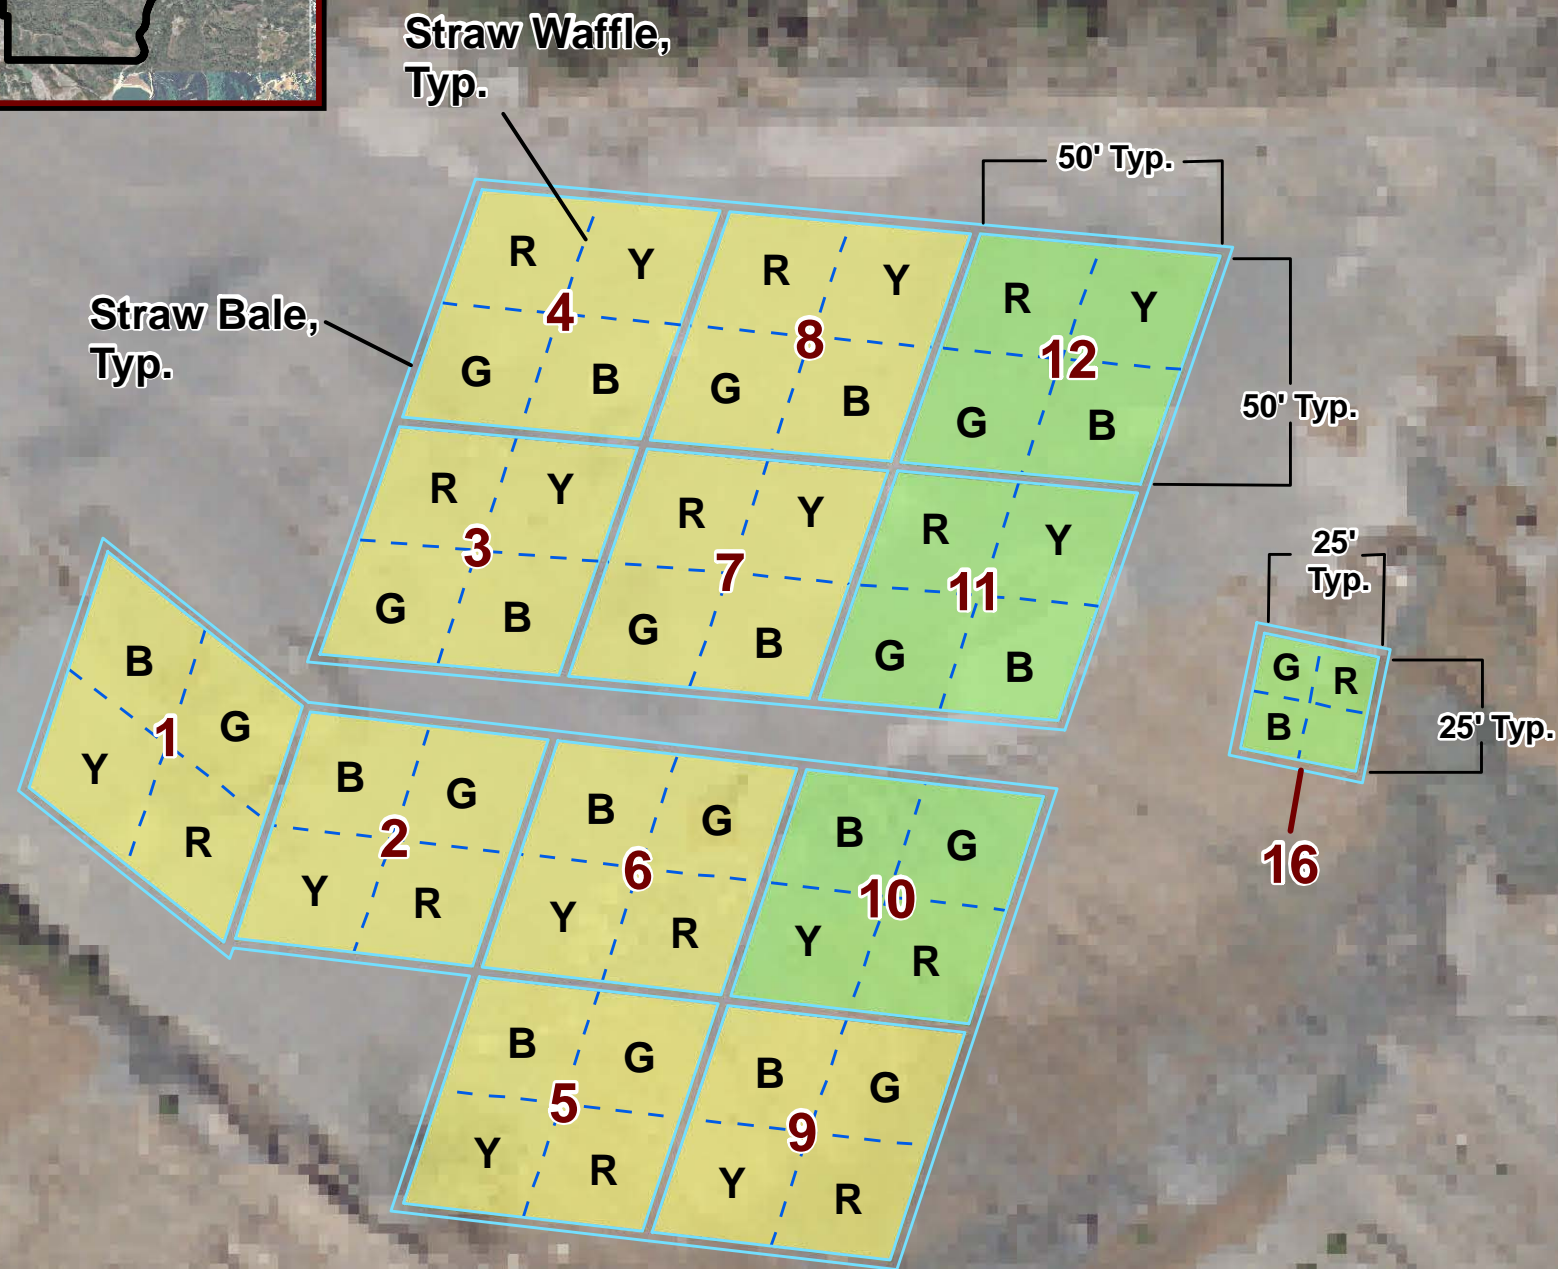 Straw Waffle,
Typ.
50' Typ.
R Y R Y R Y
Straw Bale,
Typ.
4 8 12
G B G B G B
50' Typ.
R Y R Y R Y
25'
Typ.
3 7 11
G B G B G B
G R
B
25' Typ.
16
B G
1
Y R
B G B G B G
2 6 10
Y R Y R Y R
B G B G
5 9
Y R Y R